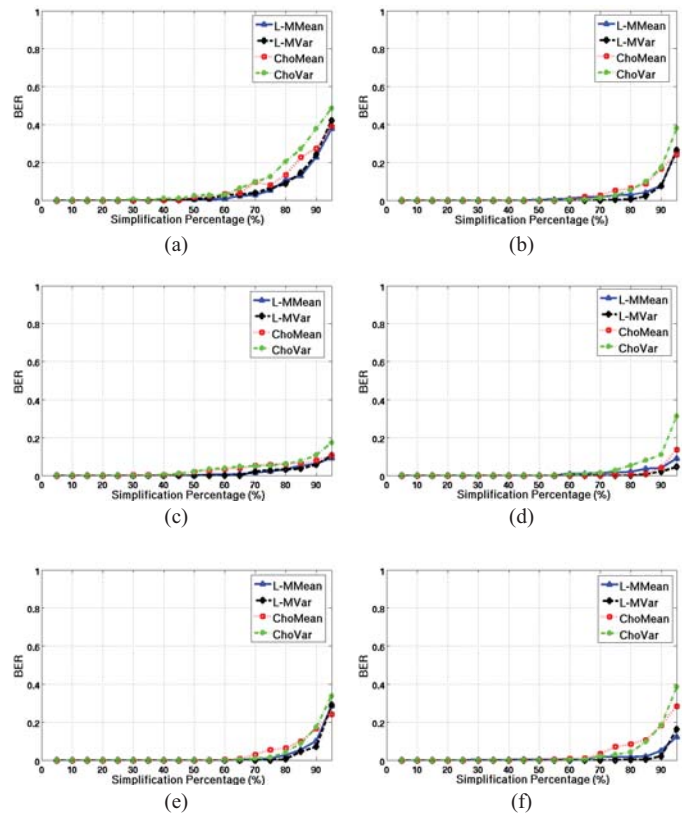 1
0.8
0.6
0.4
0.2
0
BER
L-MMean
L-MVar
ChoMean
ChoVar
0 10 20 30 40 50 60 70 80 90
Simplification Percentage (%)
(a)
1
0.8
0.6
0.4
0.2
0
BER
L-MMean
L-MVar
ChoMean
ChoVar
0 10 20 30 40 50 60 70 80 90
Simplification Percentage (%)
(b)
1
0.8
0.6
0.4
0.2
0
BER
L-MMean
L-MVar
ChoMean
ChoVar
0 10 20 30 40 50 60 70 80 90
Simplification Percentage (%)
(c)
1
0.8
0.6
0.4
0.2
0
BER
L-MMean
L-MVar
ChoMean
ChoVar
0 10 20 30 40 50 60 70 80 90
Simplification Percentage (%)
(d)
1
0.8
0.6
0.4
0.2
0
BER
L-MMean
L-MVar
ChoMean
ChoVar
0 10 20 30 40 50 60 70 80 90
Simplification Percentage (%)
(e)
1
0.8
0.6
0.4
0.2
0
BER
L-MMean
L-MVar
ChoMean
ChoVar
0 10 20 30 40 50 60 70 80 90
Simplification Percentage (%)
(f)